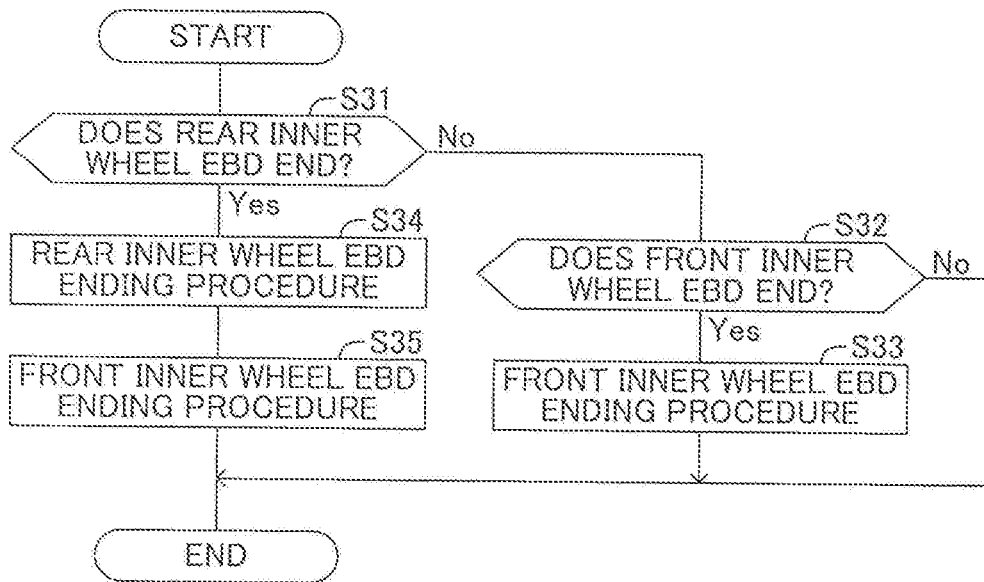 START
S31
DOES REAR INNER
WHEEL EBD END?
No
Yes
S34
REAR INNER WHEEL EBD
ENDING PROCEDURE
S35
FRONT INNER WHEEL EBD
ENDING PROCEDURE
S32
DOES FRONT INNER
WHEEL EBD END?
No
Yes
S33
FRONT INNER WHEEL EBD
ENDING PROCEDURE
END